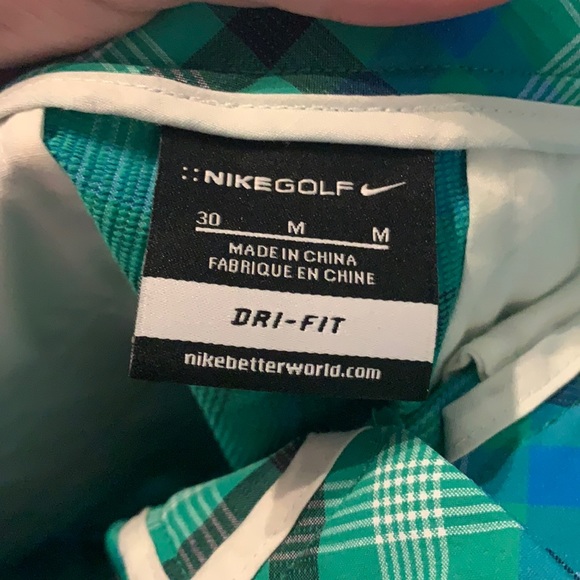 NIKEGOLF
30 M M
MADE IN CHINA
FABRIQUE EN CHINE
DRI-FIT
nikebetterworld.com